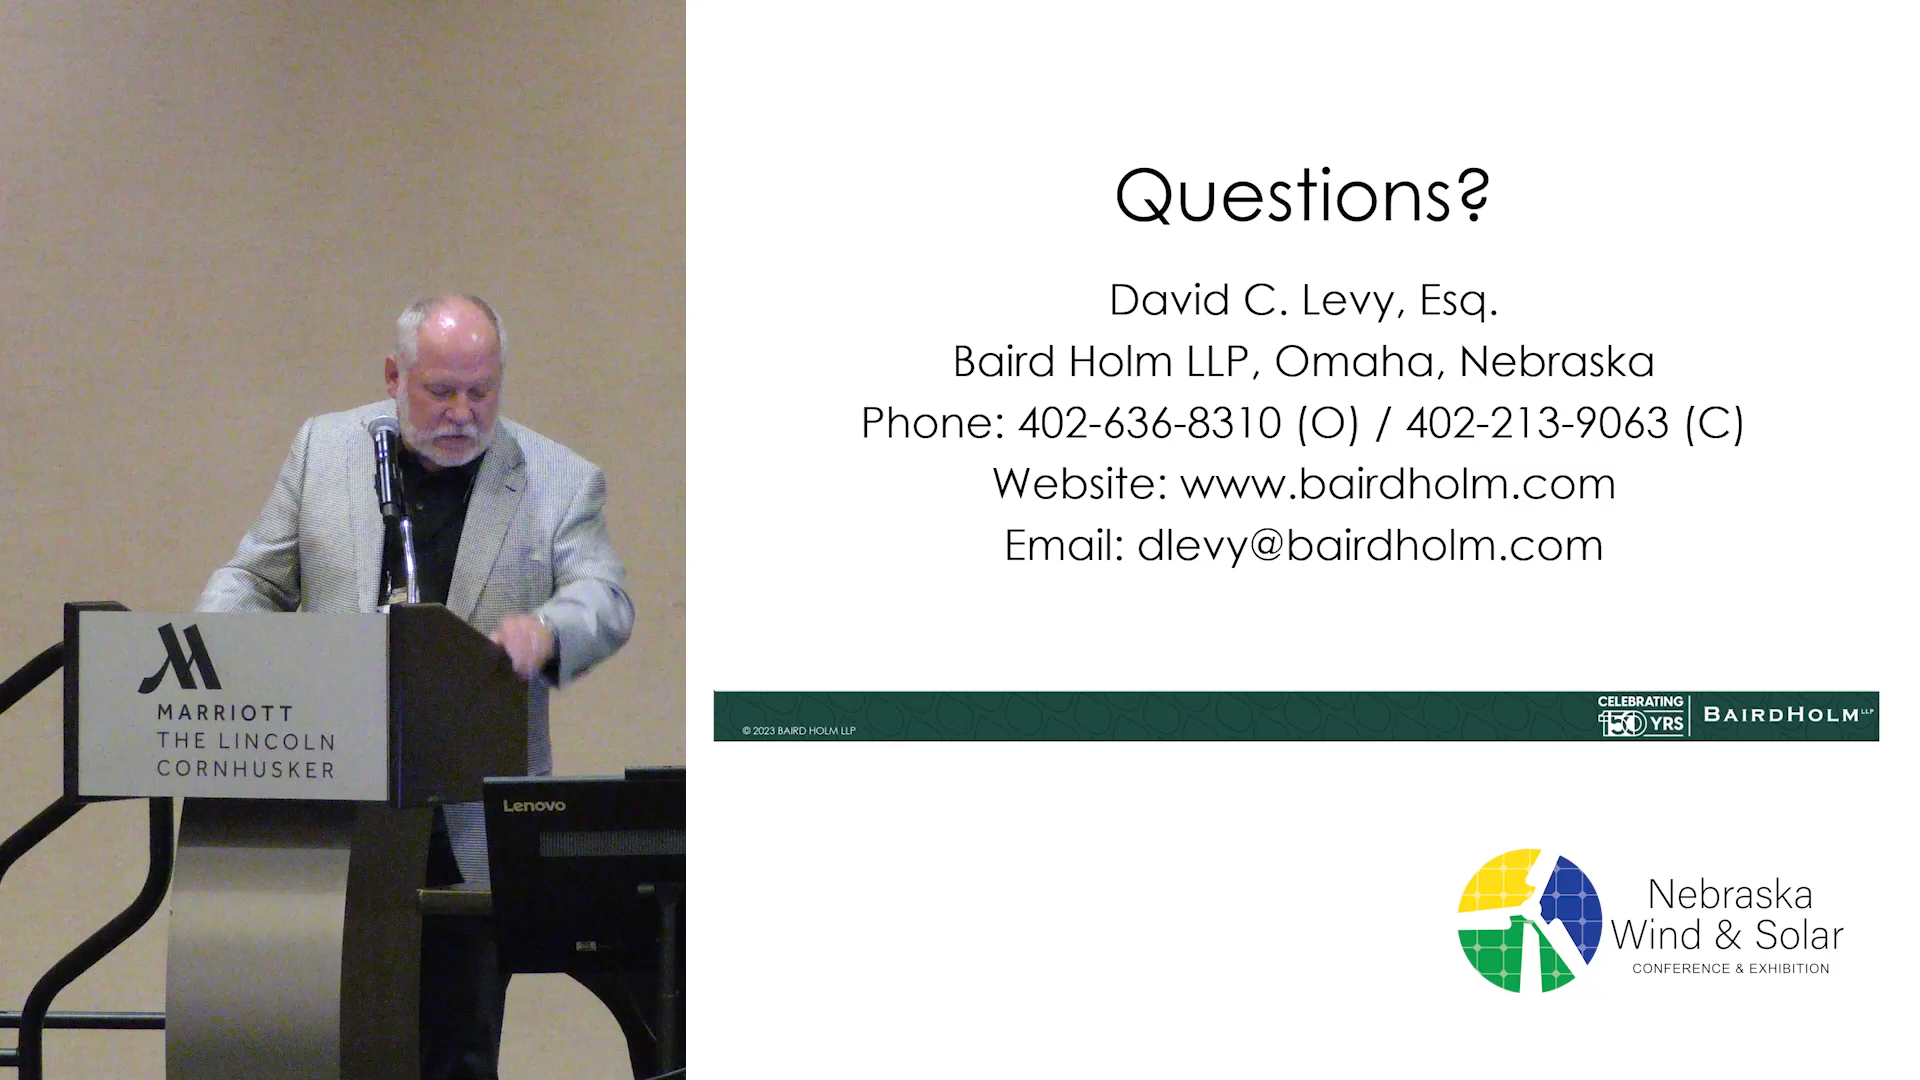 MARRIOTT
THE LINCOLN
CORNHUSKER
Lenovo
Questions?
David C. Levy, Esq.
Baird Holm LLP, Omaha, Nebraska
Phone: 402-636-8310 (O) / 402-213-9063 (C)
Website: www.bairdholm.com
Email: dlevy@bairdholm.com
© 2023 BAIRD HOLM LLP
CELEBRATING
150 YRS
BAIRDHOLM LLP
Nebraska
Wind & Solar
CONFERENCE & EXHIBITION